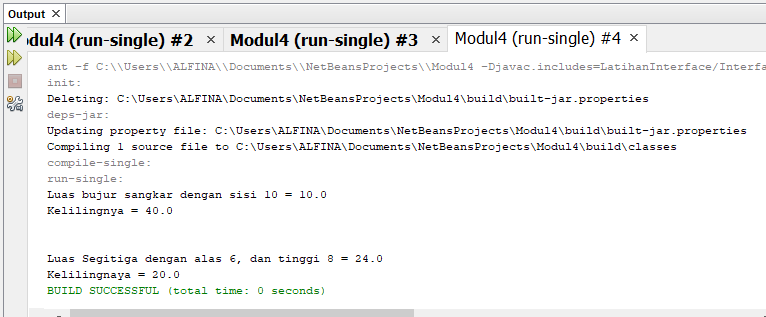 Output ×
odul4 (run-single) #2 × Modul4 (run-single) #3 × Modul4 (run-single) #4 ×
ant -f C:\\Users\\ALFINA\\Documents\\NetBeansProjects\\Modul4 -Djavac.includes=LatihanInterface/Interfa
init:
Deleting: C:\Users\ALFINA\Documents\NetBeansProjects\Modul4\build\built-jar.properties
deps-jar:
Updating property file: C:\Users\ALFINA\Documents\NetBeansProjects\Modul4\build\built-jar.properties
Compiling 1 source file to C:\Users\ALFINA\Documents\NetBeansProjects\Modul4\build\classes
compile-single:
run-single:
Luas bujur sangkar dengan sisi 10 = 10.0
Kelilingnya = 40.0
Luas Segitiga dengan alas 6, dan tinggi 8 = 24.0
Kelilingnaya = 20.0
BUILD SUCCESSFUL (total time: 0 seconds)